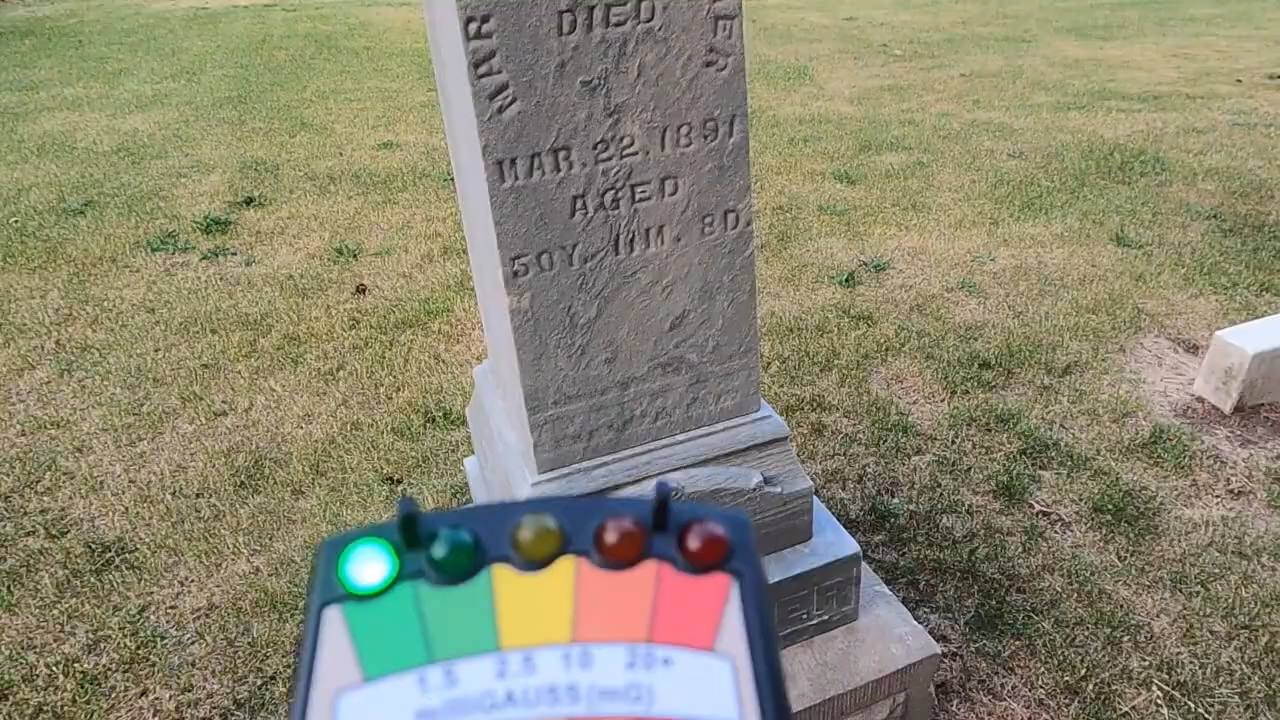 DIED
MAR. 22. 1891
AGED
50Y. 11M. 8D.
1.5 2.5 10 20+
milliGAUSS (mG)